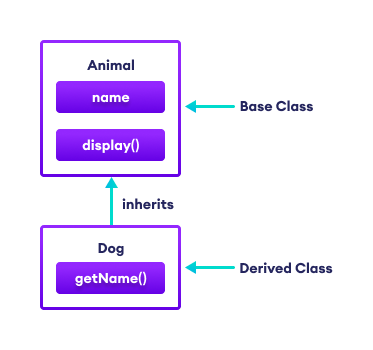 Animal
name
Base Class
display()
inherits
Dog
Derived Class
getName()